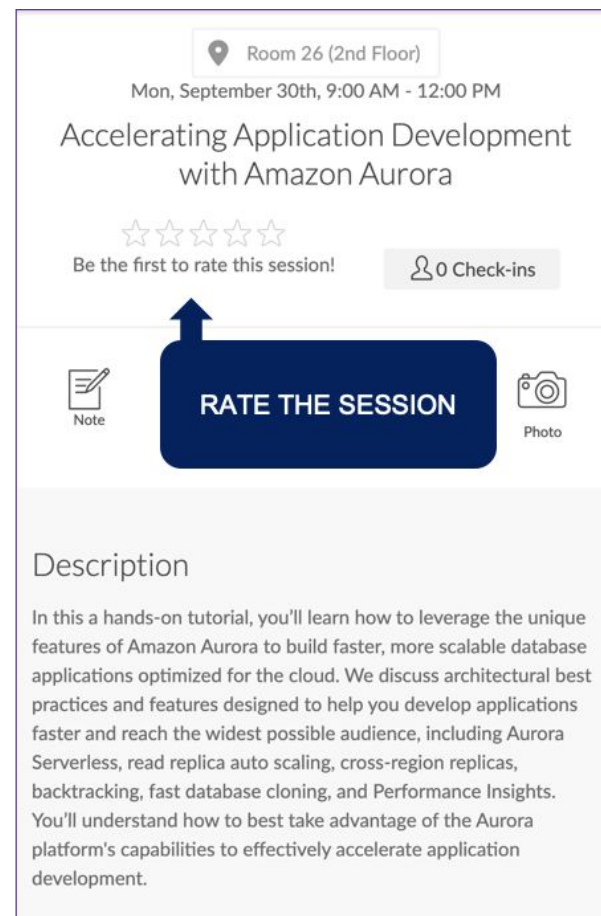 Room 26 (2nd Floor)
Mon, September 30th, 9:00 AM - 12:00 PM
Accelerating Application Development
with Amazon Aurora
Be the first to rate this session!
0 Check-ins
Note
RATE THE SESSION
Photo
Description
In this a hands-on tutorial, you'll learn how to leverage the unique
features of Amazon Aurora to build faster, more scalable database
applications optimized for the cloud. We discuss architectural best
practices and features designed to help you develop applications
faster and reach the widest possible audience, including Aurora
Serverless, read replica auto scaling, cross-region replicas,
backtracking, fast database cloning, and Performance Insights.
You'll understand how to best take advantage of the Aurora
platform's capabilities to effectively accelerate application
development.